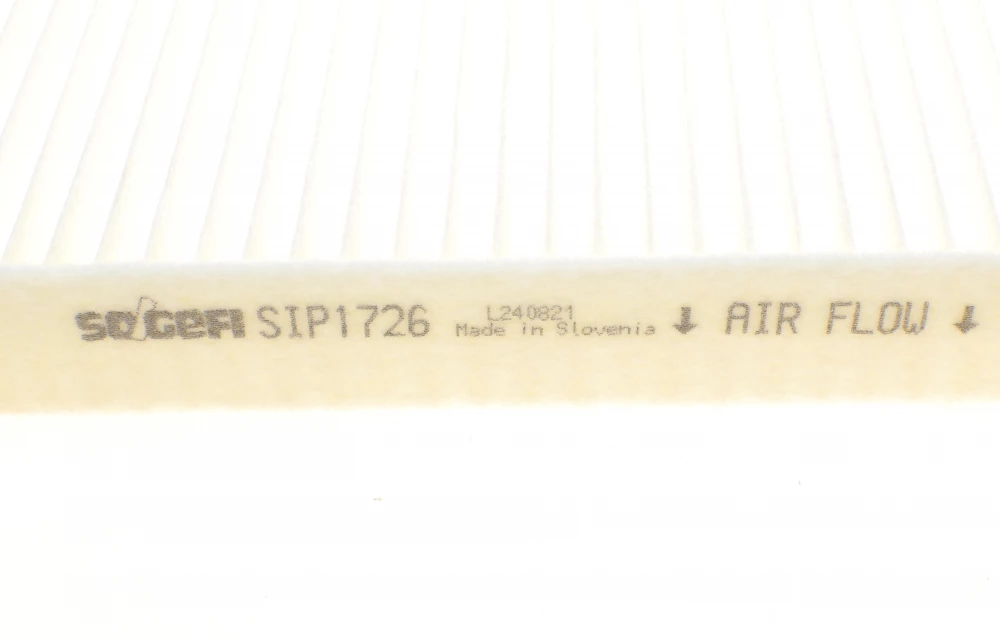 SOGEFI SIP1726 L240821 ↓ AIR FLOW ↓
Made in Slovenia